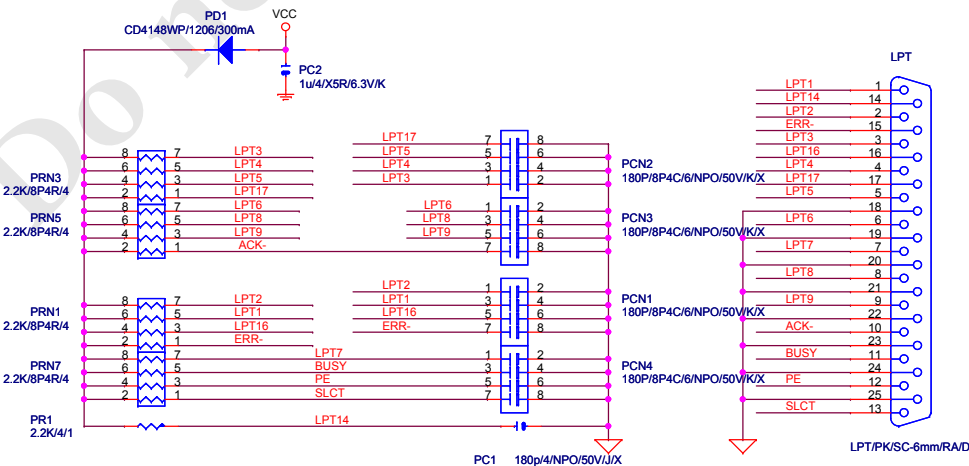 Do n
PD1
VCC
CD4148WP/1206/300mA
PC2
1u/4/X5R/6.3V/K
LPT
PRN3
2.2K/8P4R/4
8 7 LPT3
6 5 LPT4
4 3 LPT5
2 1 LPT17
PRN5
2.2K/8P4R/4
8 7 LPT6
6 5 LPT8
4 3 LPT9
2 1 ACK-
LPT17 7 8
LPT5 5 6
LPT4 3 4
LPT3 1 2
PCN2
180P/8P4C/6/NPO/50V/K/X
LPT6 1 2
LPT8 3 4
LPT9 5 6
7 8
PCN3
180P/8P4C/6/NPO/50V/K/X
PRN1
2.2K/8P4R/4
8 7 LPT2
6 5 LPT1
4 3 LPT16
2 1 ERR-
PRN7
2.2K/8P4R/4
8 7 LPT7
6 5 BUSY
4 3 PE
2 1 SLCT
LPT2 1 2
LPT1 3 4
LPT16 5 6
ERR- 7 8
PCN1
180P/8P4C/6/NPO/50V/K/X
1 2
3 4
5 6
7 8
PCN4
180P/8P4C/6/NPO/50V/K/X
PR1
2.2K/4/1
LPT14
PC1 180p/4/NPO/50V/J/X
LPT1 1
LPT14 14
LPT2 2
ERR- 15
LPT3 3
LPT16 16
LPT4 4
LPT17 17
LPT5 5
18
LPT6 6
19
LPT7 7
20
LPT8 8
21
LPT9 9
22
ACK- 10
23
BUSY 11
24
PE 12
25
SLCT 13
LPT/PK/SC-6mm/RA/D